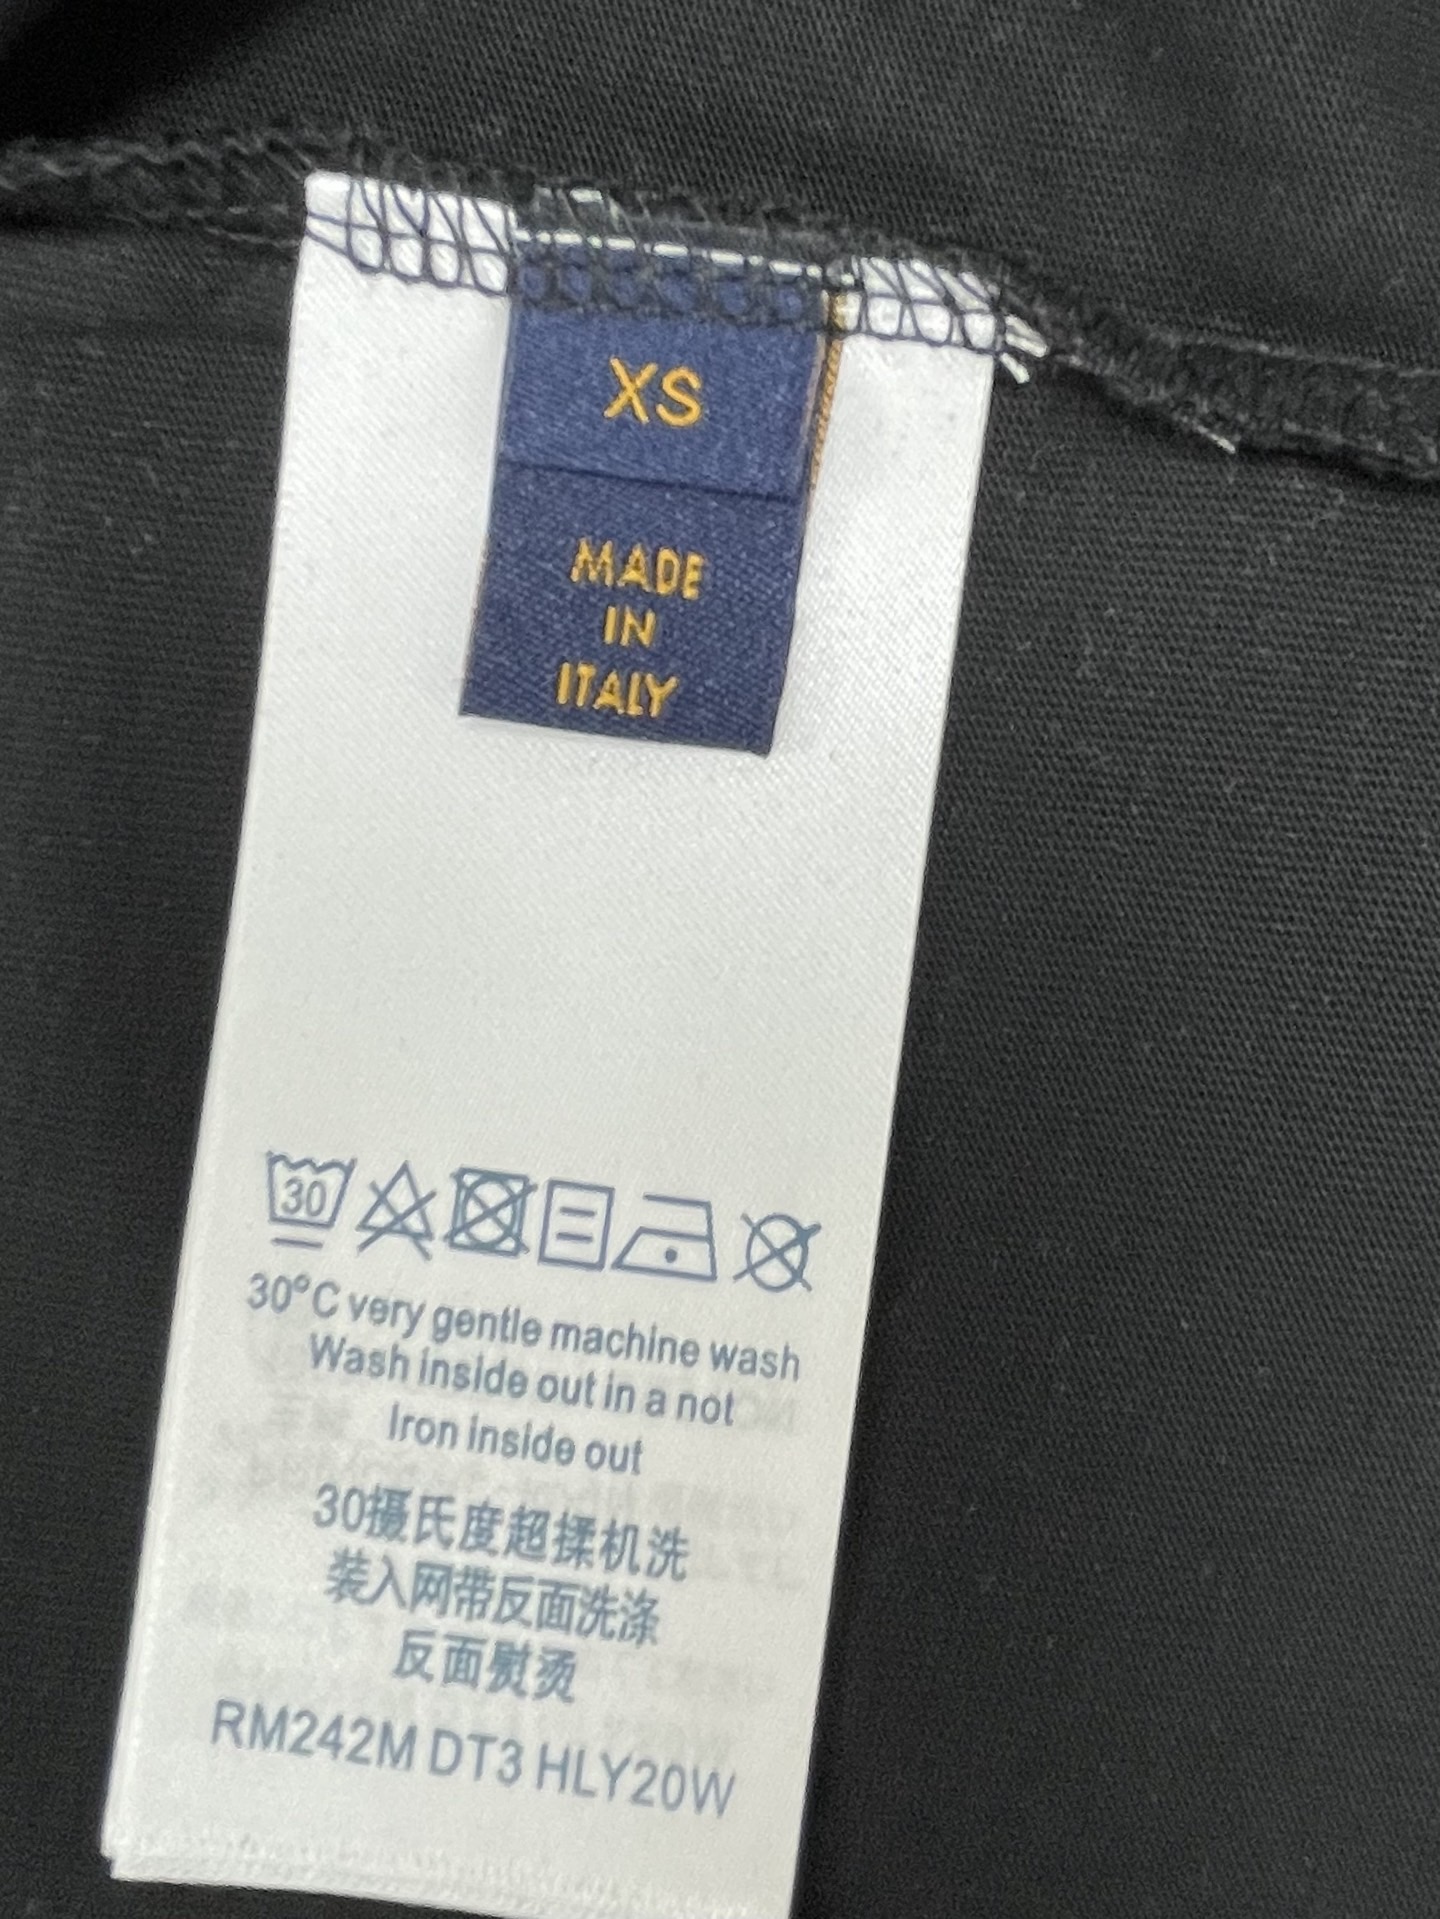 XS
MADE
IN
ITALY
30
30°C very gentle machine wash
Wash inside out in a not
Iron inside out
30摄氏度超揉机洗
装入网带反面洗涤
反面熨烫
RM242M DT3 HLY20W